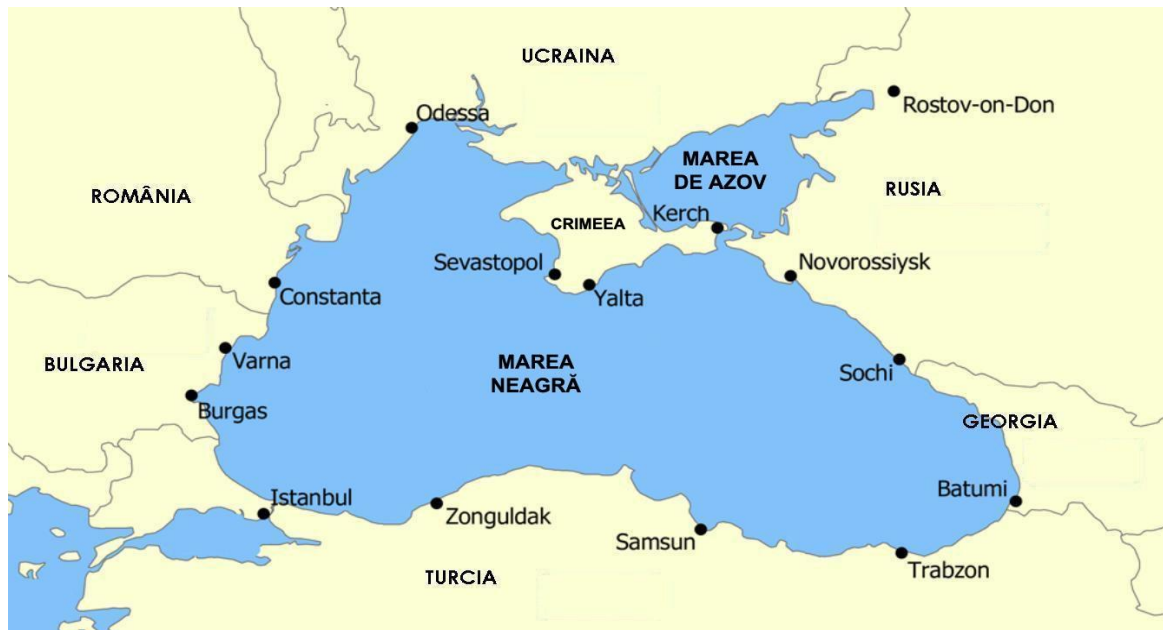 UCRAINA
Odessa
Rostov-on-Don
MAREA
DE AZOV
ROMÂNIA
RUSIA
CRIMEEA
Kerch
Sevastopol
Novorossiysk
Yalta
Constanta
Varna
BULGARIA
MAREA
NEAGRĂ
Sochi
Burgas
GEORGIA
Istanbul
Batumi
Zonguldak
Samsun
Trabzon
TURCIA